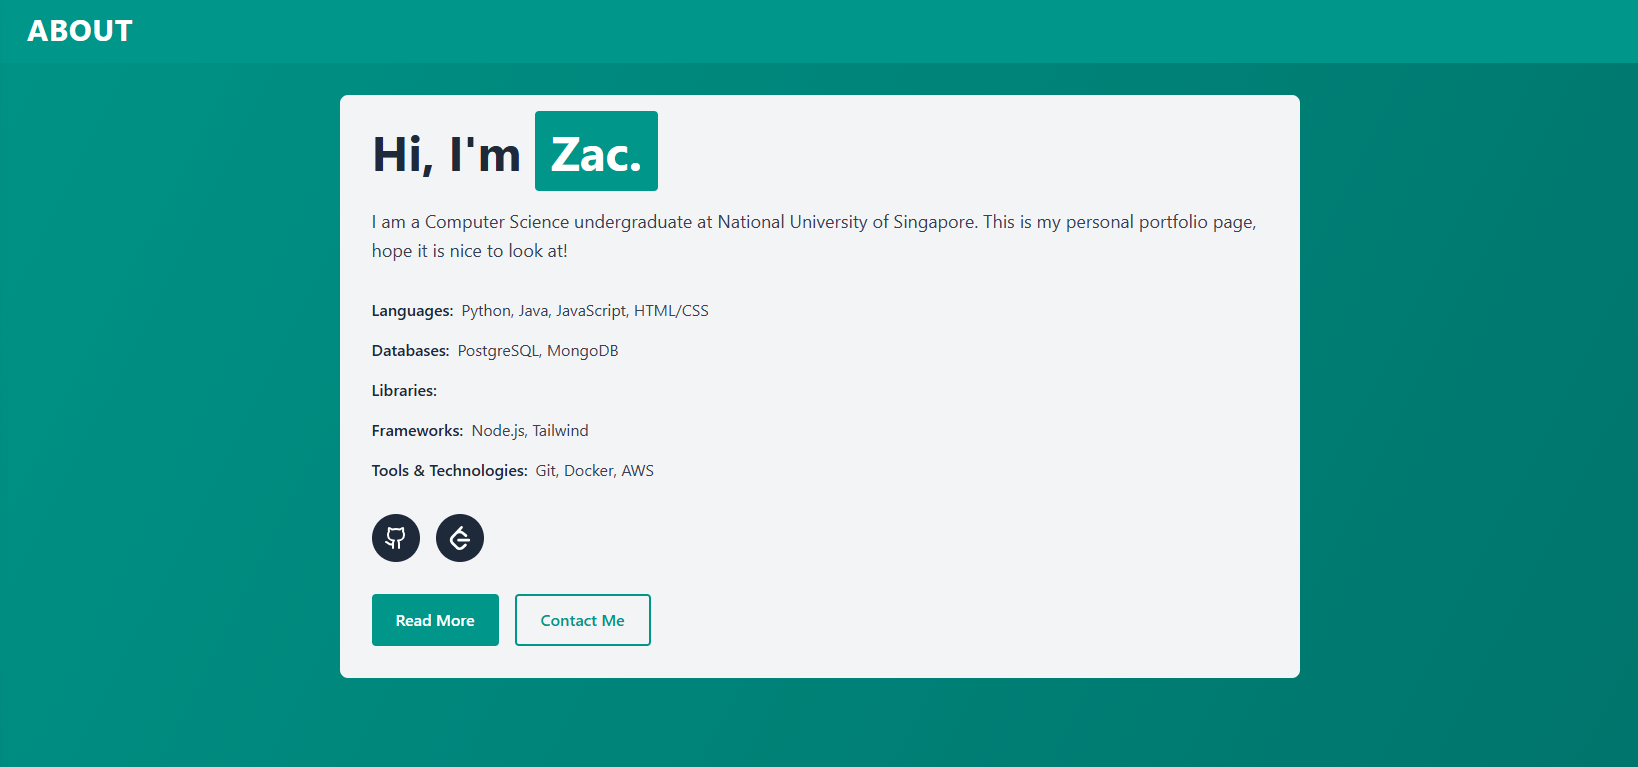 ABOUT
Hi, I'm Zac.
I am a Computer Science undergraduate at National University of Singapore. This is my personal portfolio page,
hope it is nice to look at!
Languages: Python, Java, JavaScript, HTML/CSS
Databases: PostgreSQL, MongoDB
Libraries:
Frameworks: Node.js, Tailwind
Tools & Technologies: Git, Docker, AWS
Read More
Contact Me